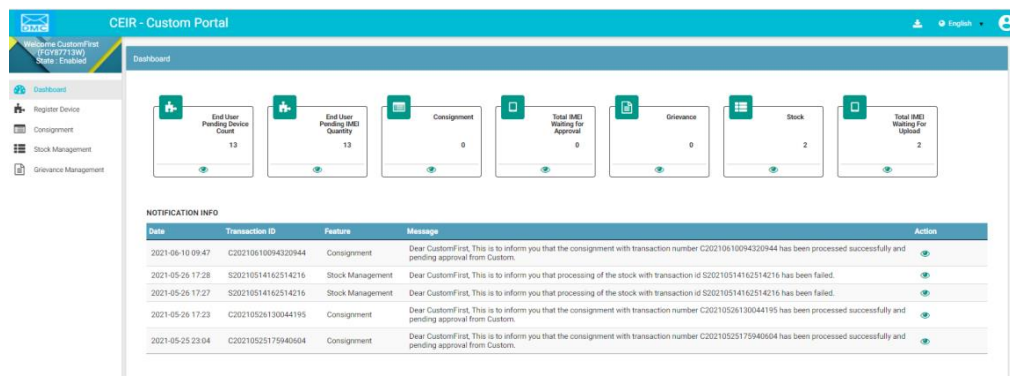 DMC
CEIR - Custom Portal
English
Welcome CustomFirst
(FGY87713W)
State : Enabled
Dashboard
Dashboard
Register Device
Consignment
Stock Management
Grievance Management
End User
Pending Device
Count
13
End User
Pending IMEI
Quantity
13
Consignment
0
Total IMEI
Waiting for
Approval
0
Grievance
0
Stock
2
Total IMEI
Waiting For
Upload
2
NOTIFICATION INFO
Date Transaction ID Feature Message Action
2021-06-10 09:47 C20210610094320944 Consignment Dear CustomFirst, This is to inform you that the consignment with transaction number C20210610094320944 has been processed successfully and
pending approval from Custom.
2021-05-26 17:28 S20210514162514216 Stock Management Dear CustomFirst, This is to inform you that processing of the stock with transaction id S20210514162514216 has been failed.
2021-05-26 17:27 S20210514162514216 Stock Management Dear CustomFirst, This is to inform you that processing of the stock with transaction id S20210514162514216 has been failed.
2021-05-26 17:23 C20210526130044195 Consignment Dear CustomFirst, This is to inform you that the consignment with transaction number C20210526130044195 has been processed successfully and
pending approval from Custom.
2021-05-25 23:04 C20210525175940604 Consignment Dear CustomFirst, This is to inform you that the consignment with transaction number C20210525175940604 has been processed successfully and
pending approval from Custom.